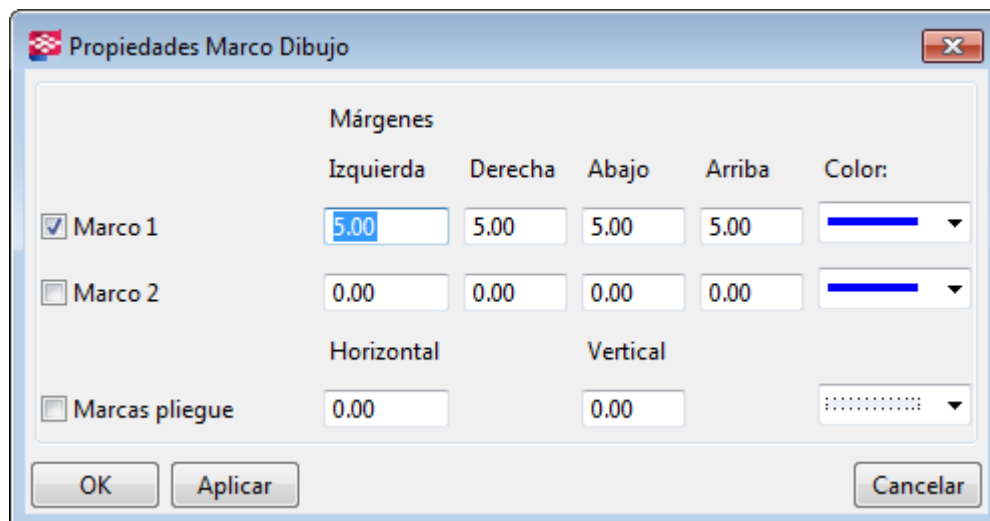 Propiedades Marco Dibujo
Márgenes
Izquierda Derecha Abajo Arriba Color:
Marco 1 5.00 5.00 5.00 5.00
Marco 2 0.00 0.00 0.00 0.00
Horizontal Vertical
Marcas pliegue 0.00 0.00
OK Aplicar Cancelar